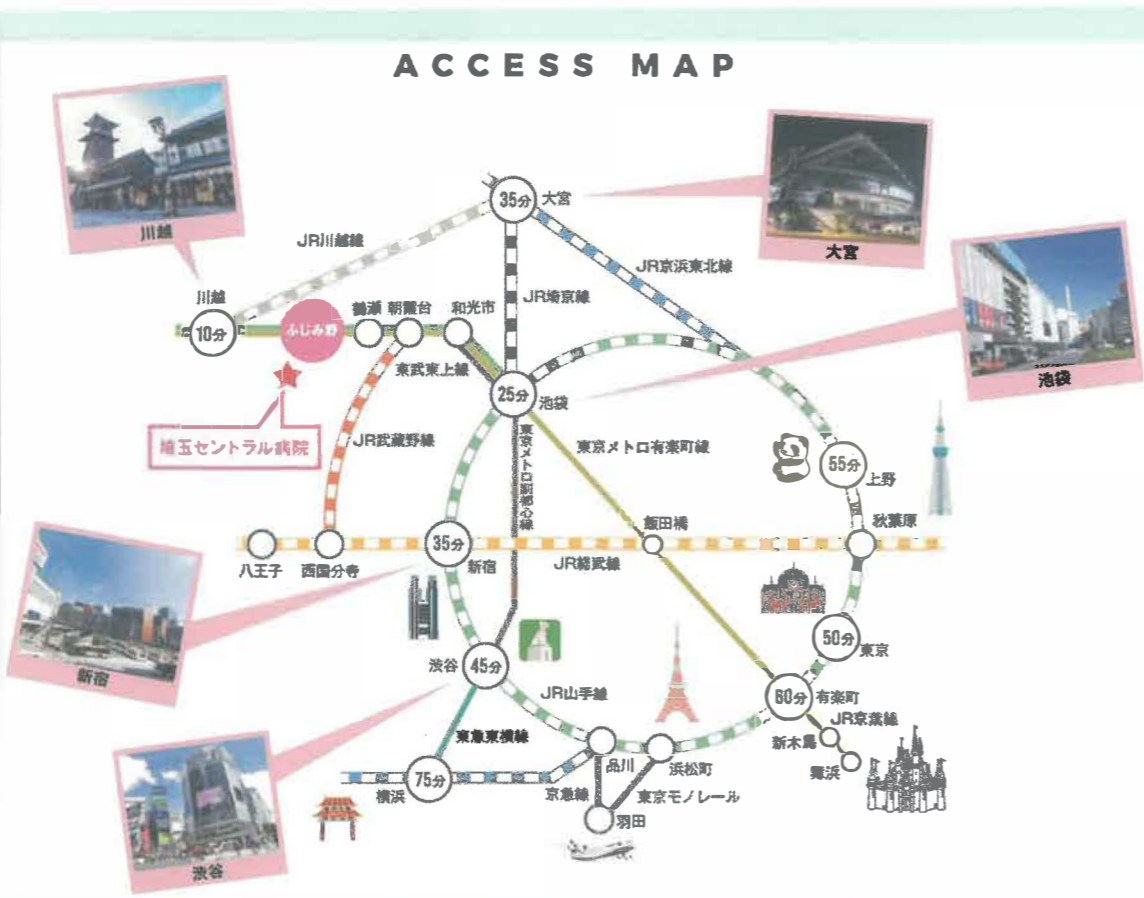 ACCESS MAP
川越
大宮
池袋
新宿
渋谷
35分
大宮
JR川越線
JR京浜東北線
JR埼京線
川越
10分
ふじみ野
鶴瀬
朝霞台
和光市
東武東上線
25分
池袋
埼玉セントラル病院
JR武蔵野線
東京メトロ副都心線
東京メトロ有楽町線
55分
上野
飯田橋
秋葉原
八王子
西国分寺
35分
新宿
JR総武線
50分
東京
渋谷
45分
JR山手線
60分
有楽町
JR京葉線
新木場
舞浜
東急東横線
75分
横浜
京急線
品川
浜松町
東京モノレール
羽田